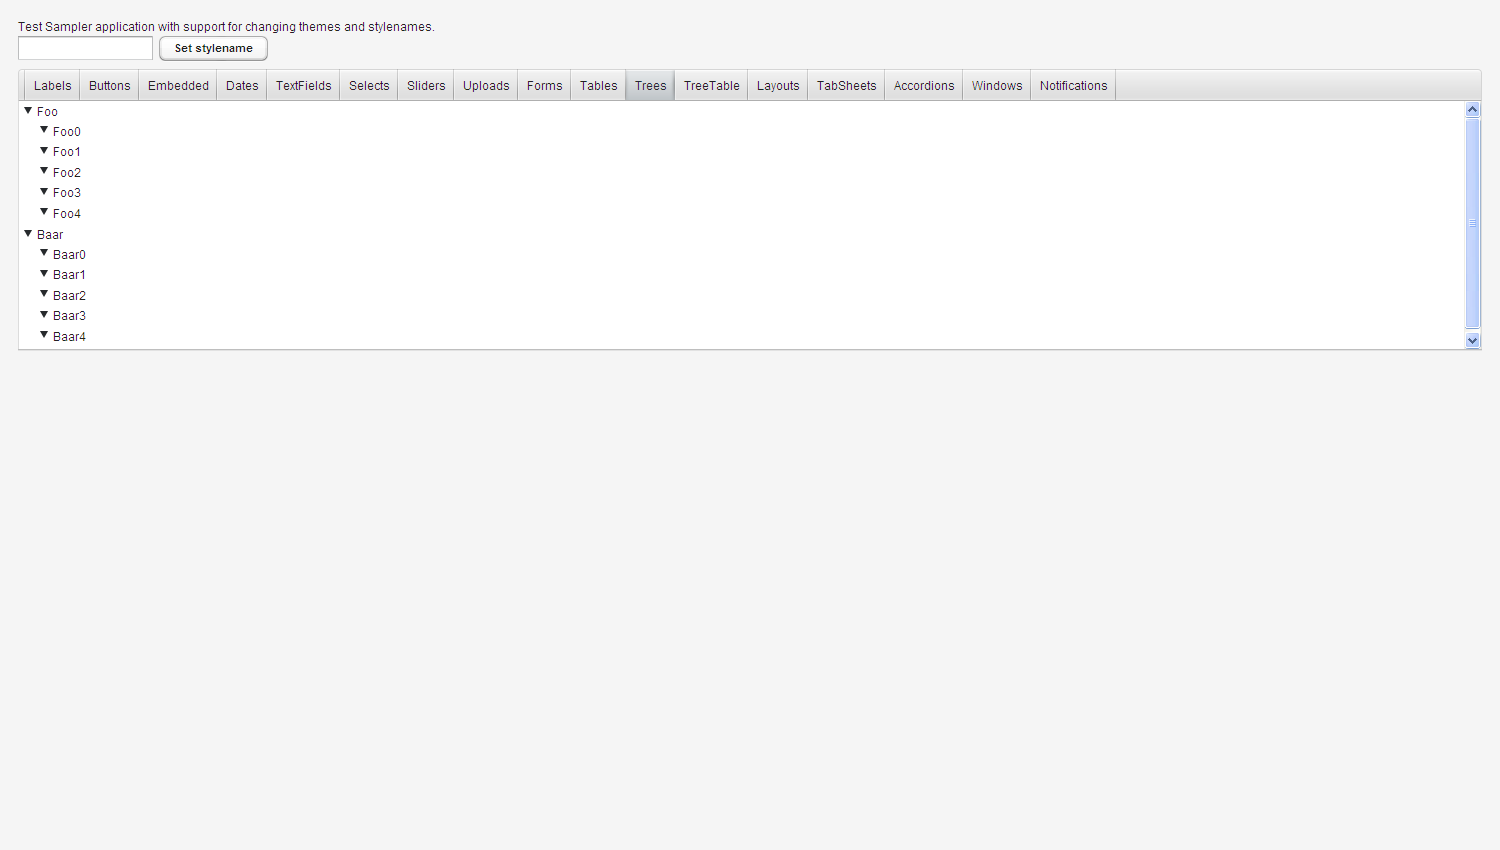 Test Sampler application with support for changing themes and stylenames.
Set stylename
Labels Buttons Embedded Dates TextFields Selects Sliders Uploads Forms Tables Trees TreeTable Layouts TabSheets Accordions Windows Notifications
Foo
Foo0
Foo1
Foo2
Foo3
Foo4
Baar
Baar0
Baar1
Baar2
Baar3
Baar4